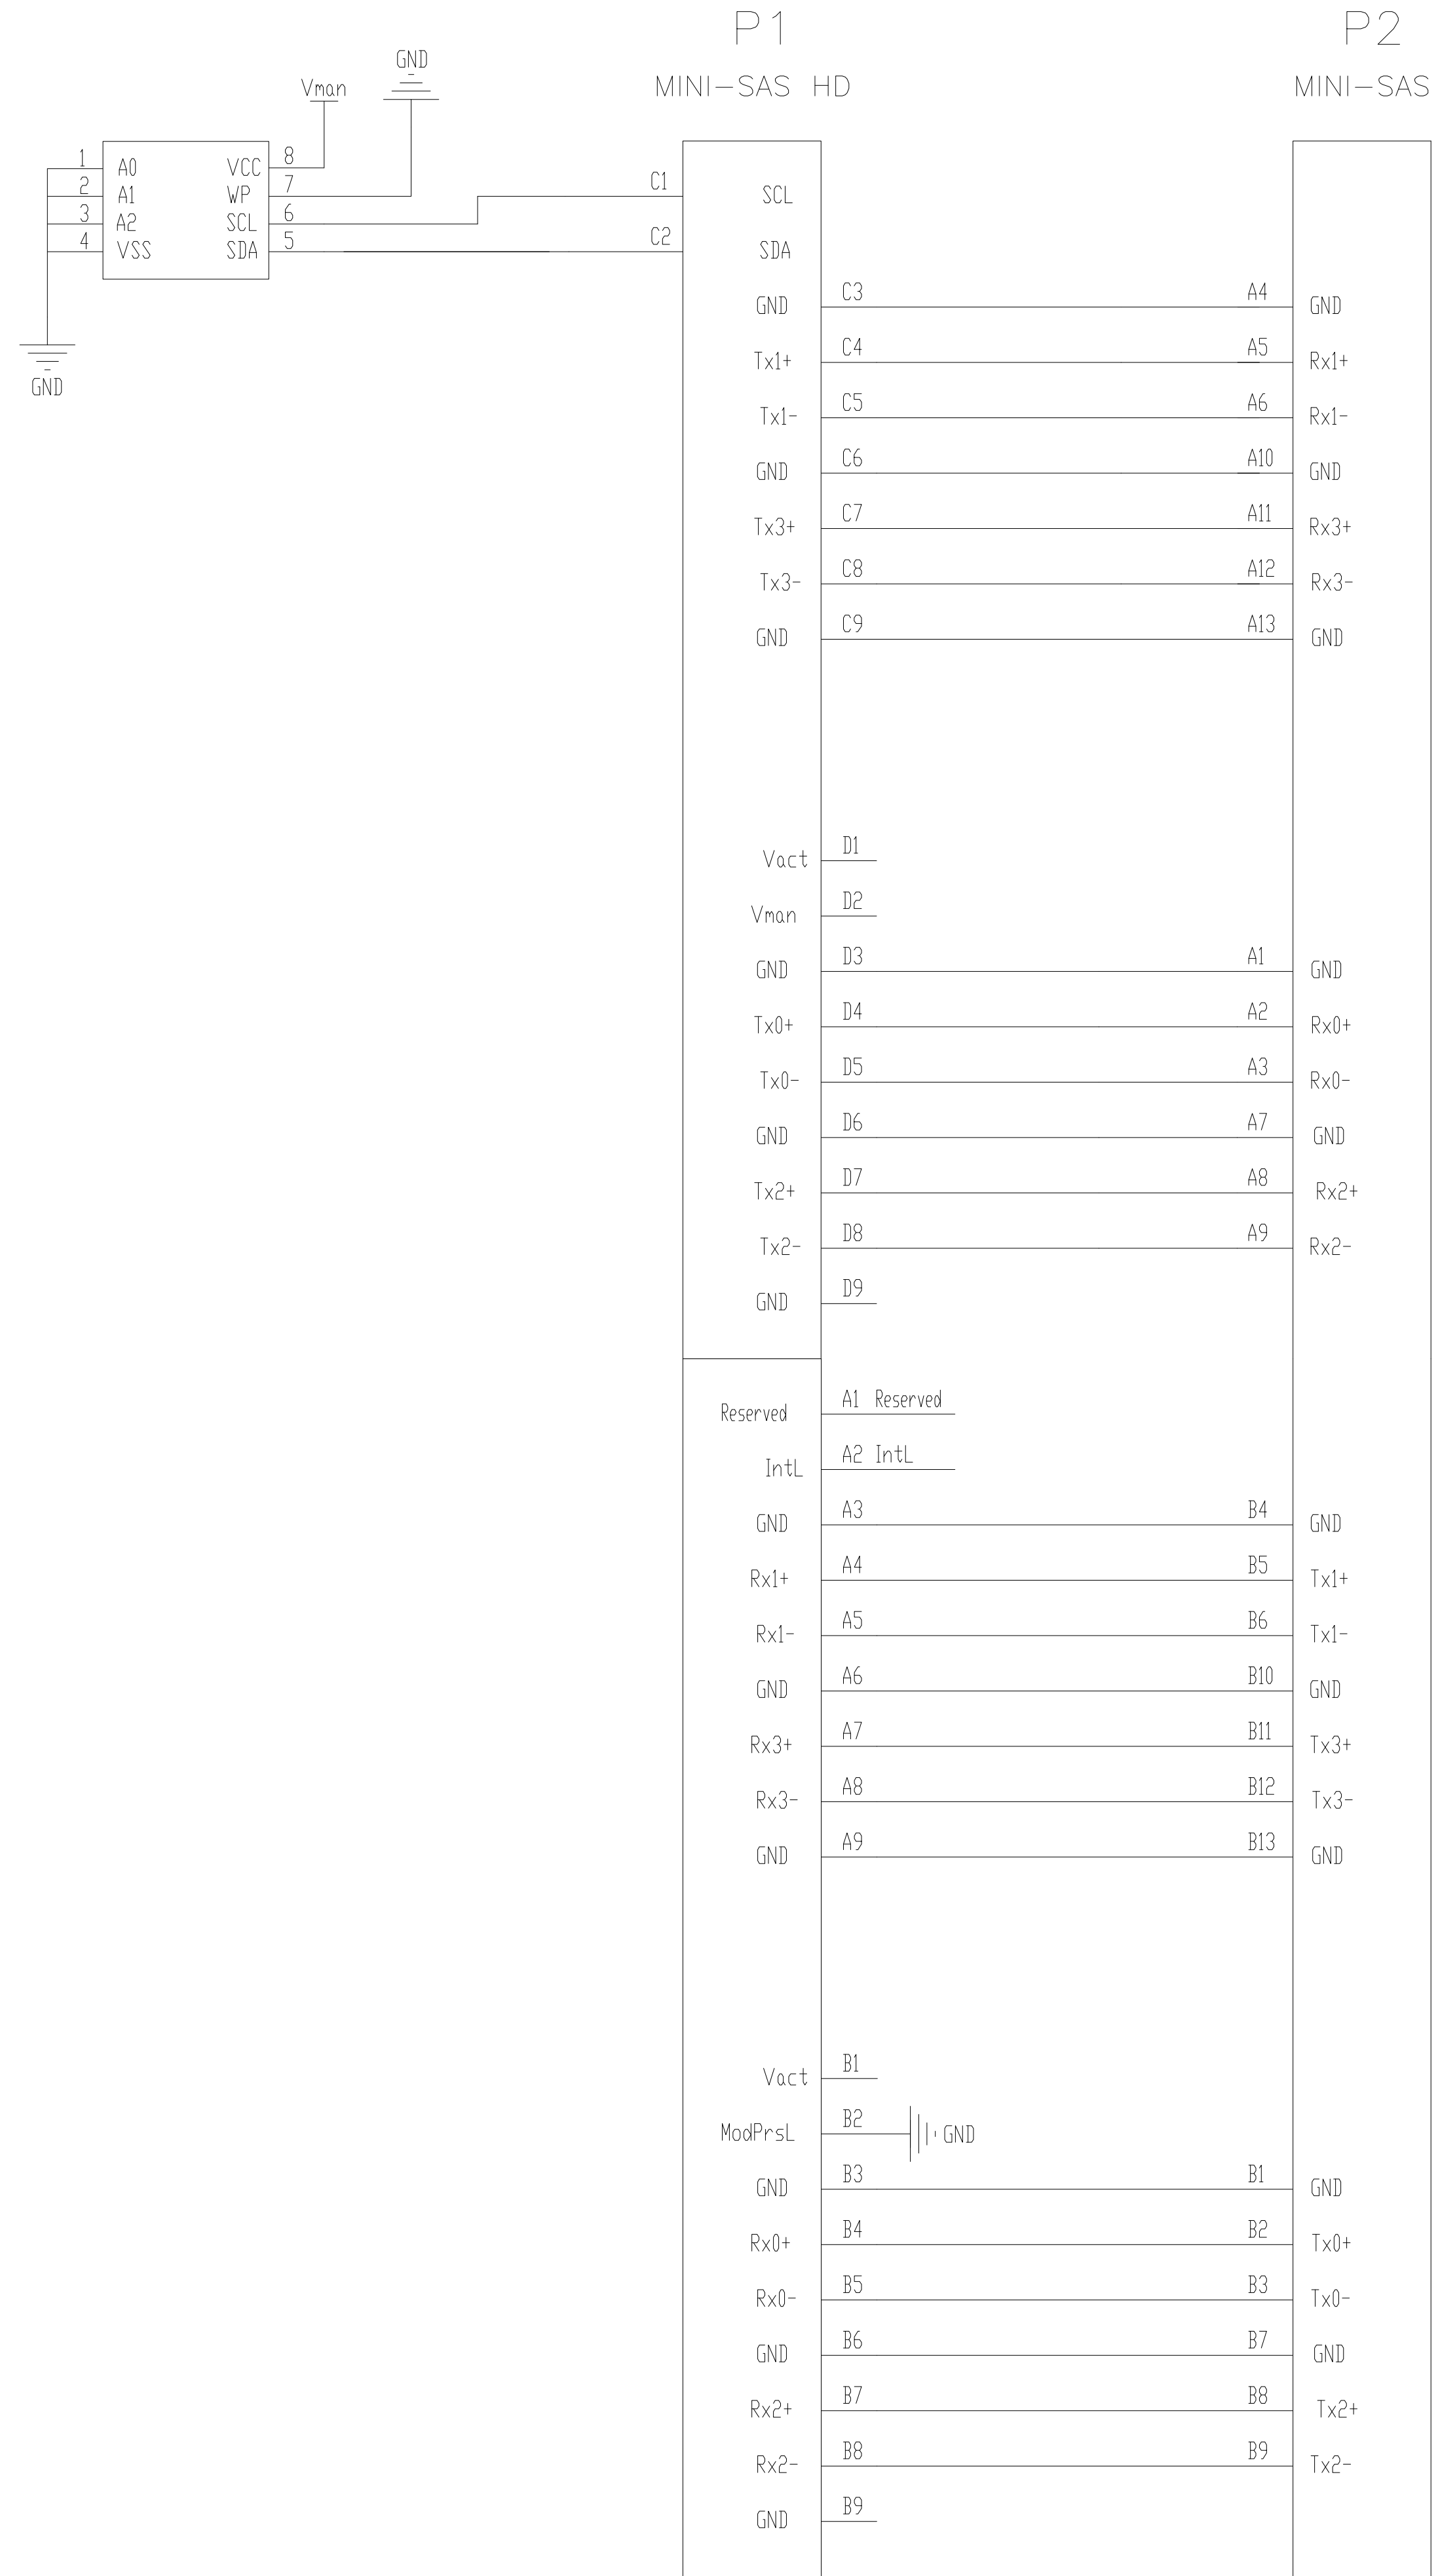 P1
P2
MINI-SAS HD
MINI-SAS
GND
Vman
1 A0 VCC 8
2 A1 WP 7
3 A2 SCL 6
4 VSS SDA 5
GND
C1 SCL
C2 SDA
GND C3 A4 GND
Tx1+ C4 A5 Rx1+
Tx1- C5 A6 Rx1-
GND C6 A10 GND
Tx3+ C7 A11 Rx3+
Tx3- C8 A12 Rx3-
GND C9 A13 GND
Vact D1
Vman D2
GND D3 A1 GND
Tx0+ D4 A2 Rx0+
Tx0- D5 A3 Rx0-
GND D6 A7 GND
Tx2+ D7 A8 Rx2+
Tx2- D8 A9 Rx2-
GND D9
Reserved A1 Reserved
IntL A2 IntL
GND A3 B4 GND
Rx1+ A4 B5 Tx1+
Rx1- A5 B6 Tx1-
GND A6 B10 GND
Rx3+ A7 B11 Tx3+
Rx3- A8 B12 Tx3-
GND A9 B13 GND
Vact B1
ModPrsL B2 GND
GND B3 B1 GND
Rx0+ B4 B2 Tx0+
Rx0- B5 B3 Tx0-
GND B6 B7 GND
Rx2+ B7 B8 Tx2+
Rx2- B8 B9 Tx2-
GND B9